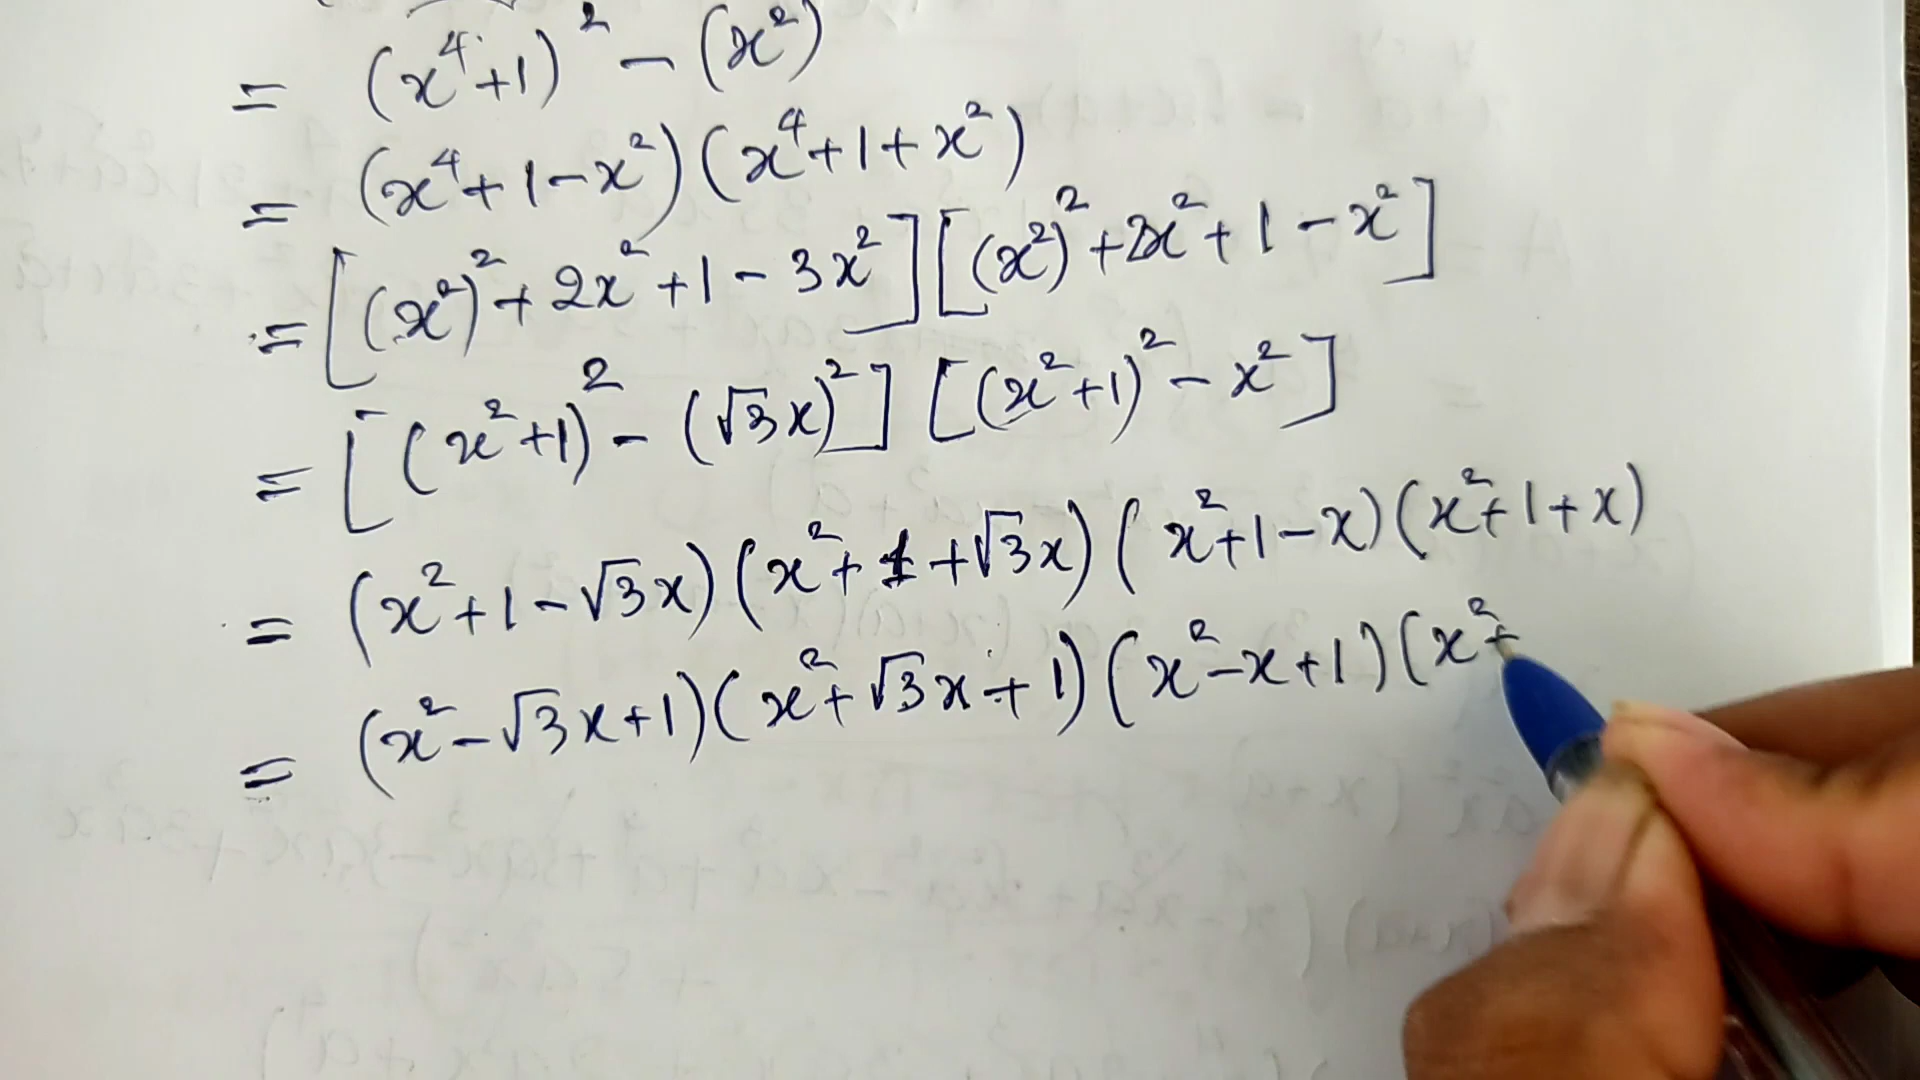 = (x⁴+1)² − (x²)
= (x⁴+1−x²)(x⁴+1+x²)
= [(x²)²+2x²+1−3x²][(x²)²+2x²+1−x²]
= [(x²+1)²−(√3x)²][(x²+1)²−x²]
= (x²+1−√3x)(x²+1+√3x)(x²+1−x)(x²+1+x)
= (x²−√3x+1)(x²+√3x+1)(x²−x+1)(x²+